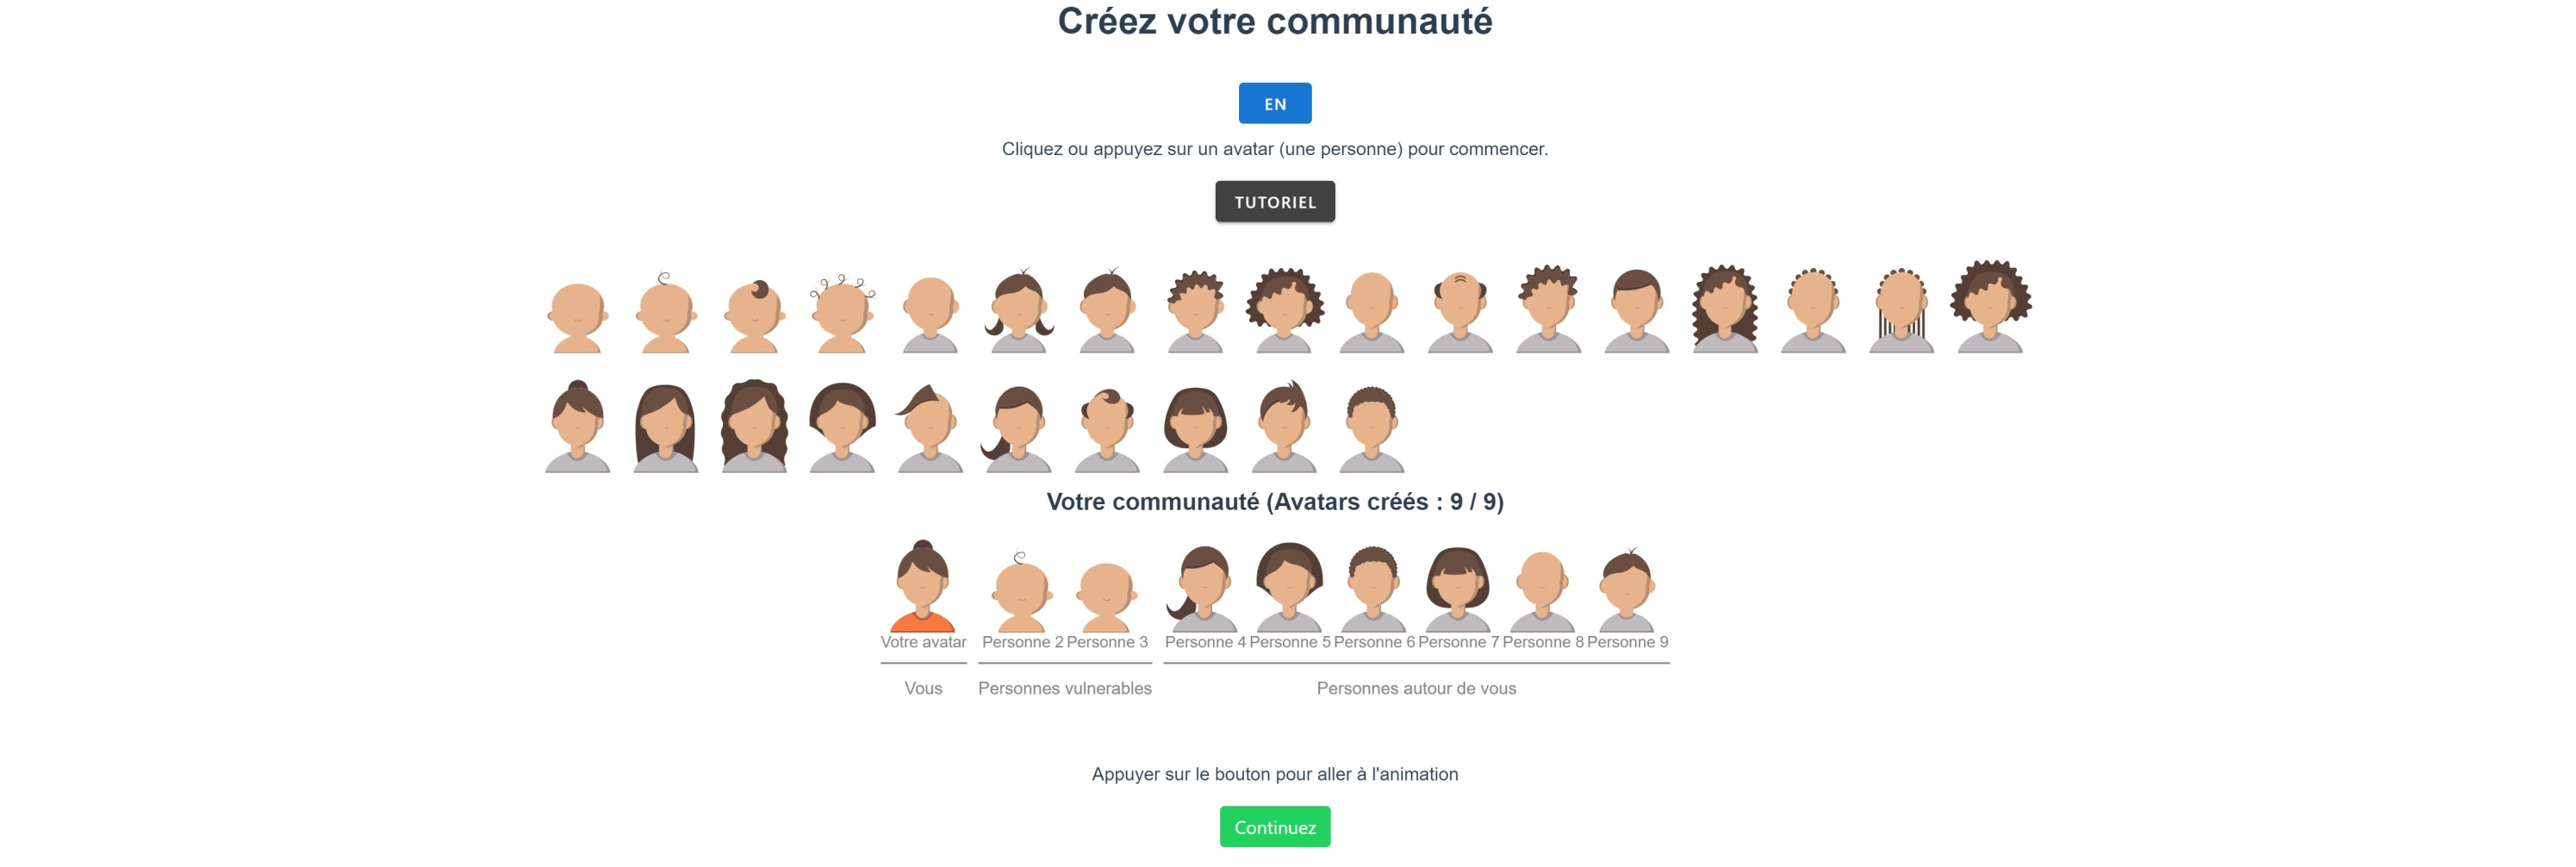 Créez votre communauté
EN
Cliquez ou appuyez sur un avatar (une personne) pour commencer.
TUTORIEL
Votre communauté (Avatars créés : 9 / 9)
Votre avatar Personne 2 Personne 3 Personne 4 Personne 5 Personne 6 Personne 7 Personne 8 Personne 9
Vous Personnes vulnerables Personnes autour de vous
Appuyer sur le bouton pour aller à l'animation
Continuez